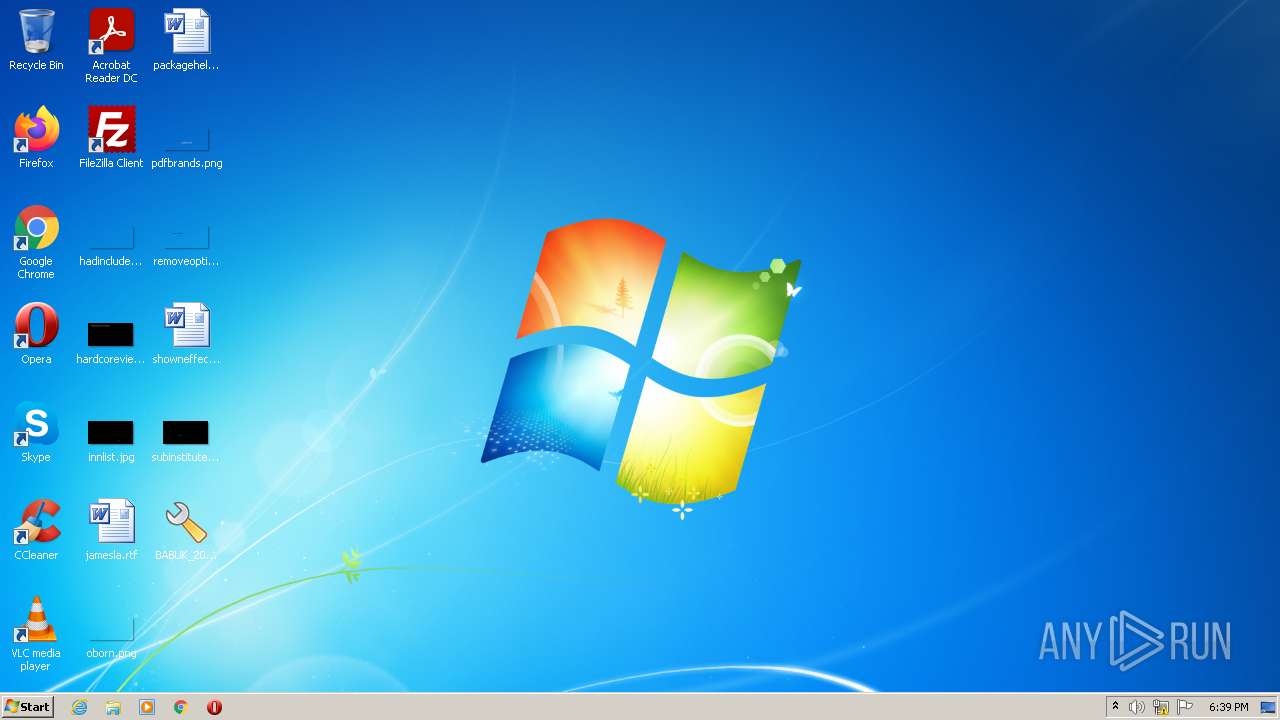 Recycle Bin
Acrobat
Reader DC
packagehel...
Firefox
FileZilla Client
pdfbrands.png
Google
Chrome
hadinclude...
removeopti...
Opera
hardcorevie...
showneffec...
Skype
innlist.jpg
subinstitute...
CCleaner
jamesla.rtf
BABUK_20...
VLC media
player
oborn.png
ANY RUN
Start
6:39 PM